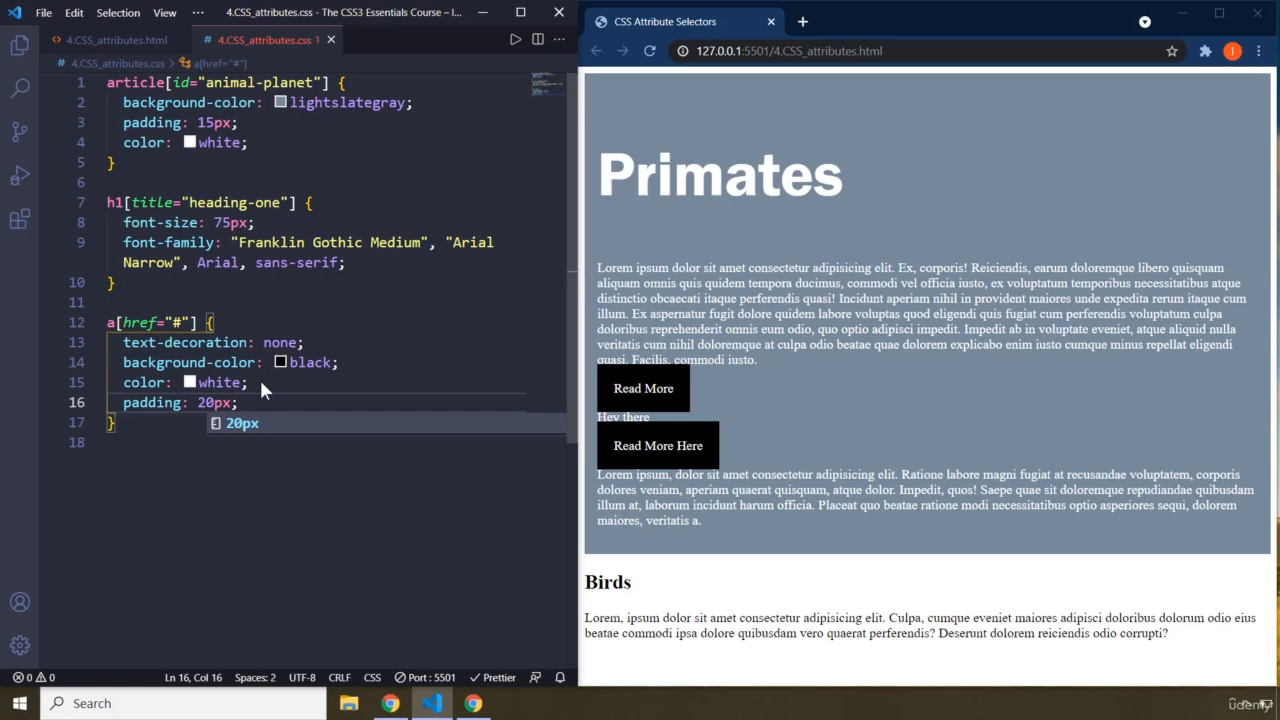 File Edit Selection View ··· 4.CSS_attributes.css - The CSS3 Essentials Course – I...
4.CSS_attributes.html # 4.CSS_attributes.css 1
# 4.CSS_attributes.css > a[href="#"]
1 article[id="animal-planet"] {
2 background-color: lightslategray;
3 padding: 15px;
4 color: white;
5 }
6
7 h1[title="heading-one"] {
8 font-size: 75px;
9 font-family: "Franklin Gothic Medium", "Arial
Narrow", Arial, sans-serif;
10 }
11
12 a[href="#"] {
13 text-decoration: none;
14 background-color: black;
15 color: white;
16 padding: 20px;
17 }
20px
18
0 0 Ln 16, Col 16 Spaces: 2 UTF-8 CRLF CSS Port : 5501 Prettier
CSS Attribute Selectors
127.0.0.1:5501/4.CSS_attributes.html
I
Primates
Lorem ipsum dolor sit amet consectetur adipisicing elit. Ex, corporis! Reiciendis, earum doloremque libero quisquam
aliquam omnis quis quidem tempora ducimus, commodi vel officia iusto, ex voluptatum temporibus necessitatibus atque
distinctio obcaecati itaque perferendis quasi! Incidunt aperiam nihil in provident maiores unde expedita rerum itaque cum
illum. Ex aspernatur fugit dolore quidem labore voluptas quod eligendi quis fugiat cum perferendis voluptatum culpa
doloribus reprehenderit omnis eum odio, quo optio adipisci impedit. Impedit ab in voluptate eveniet, atque aliquid nulla
veritatis cum nihil doloremque at culpa odio beatae quae dolorem explicabo enim iusto cumque minus repellat eligendi
quasi. Facilis, commodi iusto.
Read More
Hey there
Read More Here
Lorem ipsum, dolor sit amet consectetur adipisicing elit. Ratione labore magni fugiat at recusandae voluptatem, corporis
dolores veniam, aperiam quaerat quisquam, atque dolor. Impedit, quos! Saepe quae sit doloremque repudiandae quibusdam
illum at, laborum incidunt harum officia. Placeat quo beatae ratione modi necessitatibus optio asperiores sequi, dolorem
maiores, veritatis a.
Birds
Lorem, ipsum dolor sit amet consectetur adipisicing elit. Culpa, cumque eveniet maiores adipisci doloribus dolorum odio eius
beatae commodi ipsa dolore quibusdam vero quaerat perferendis? Deserunt dolorem reiciendis odio corrupti?
Search
udemy